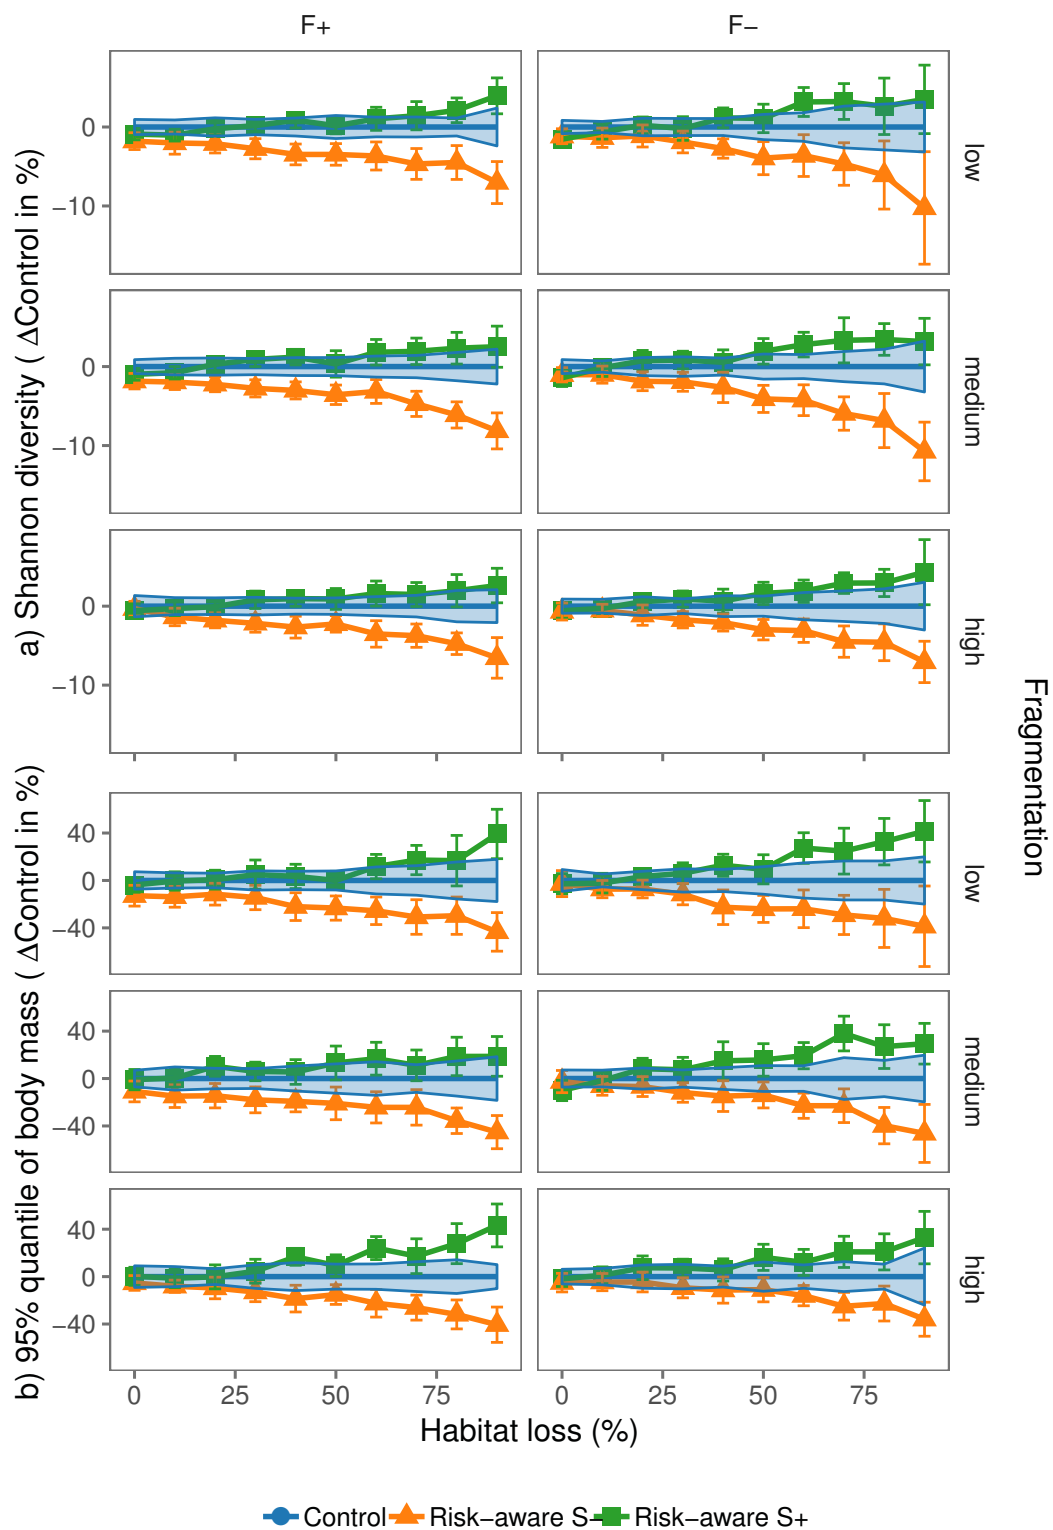 F+
F−
a) Shannon diversity ( ΔControl in %)
0
−10
low
0
−10
medium
0
−10
high
Fragmentation
b) 95% quantile of body mass ( ΔControl in %)
40
0
−40
low
40
0
−40
medium
40
0
−40
high
0 25 50 75 0 25 50 75
Habitat loss (%)
Control Risk−aware S− Risk−aware S+